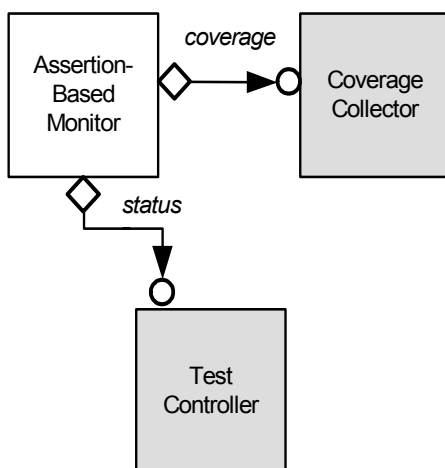 coverage
Assertion-
Based
Monitor
Coverage
Collector
status
Test
Controller